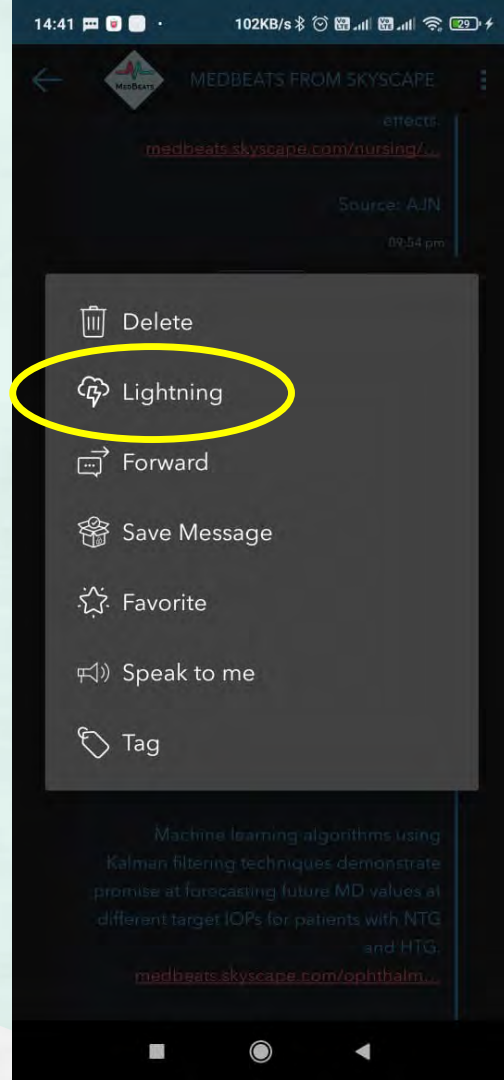 14:41
102KB/s
29
MEDBEATS FROM SKYSCAPE
MEDBEATS
effects.
medbeats.skyscape.com/nursing/...
Source: AJN
09:54 pm
Delete
Lightning
Forward
Save Message
Favorite
Speak to me
Tag
Machine learning algorithms using
Kalman filtering techniques demonstrate
promise at forecasting future MD values at
different target IOPs for patients with NTG
and HTG.
medbeats.skyscape.com/ophthalm...